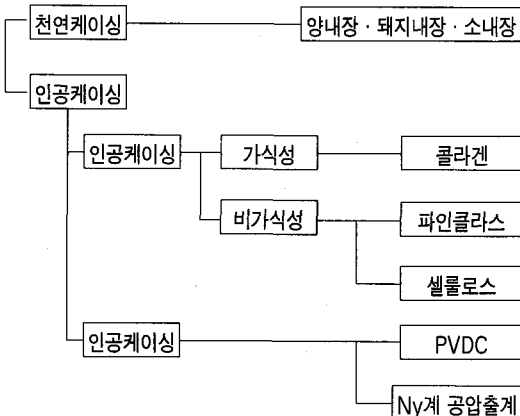 천연케이싱
양내장·돼지내장·소내장
인공케이싱
인공케이싱
가식성
콜라겐
비가식성
파인클라스
셀룰로스
인공케이싱
PVDC
Ny계 공압출계